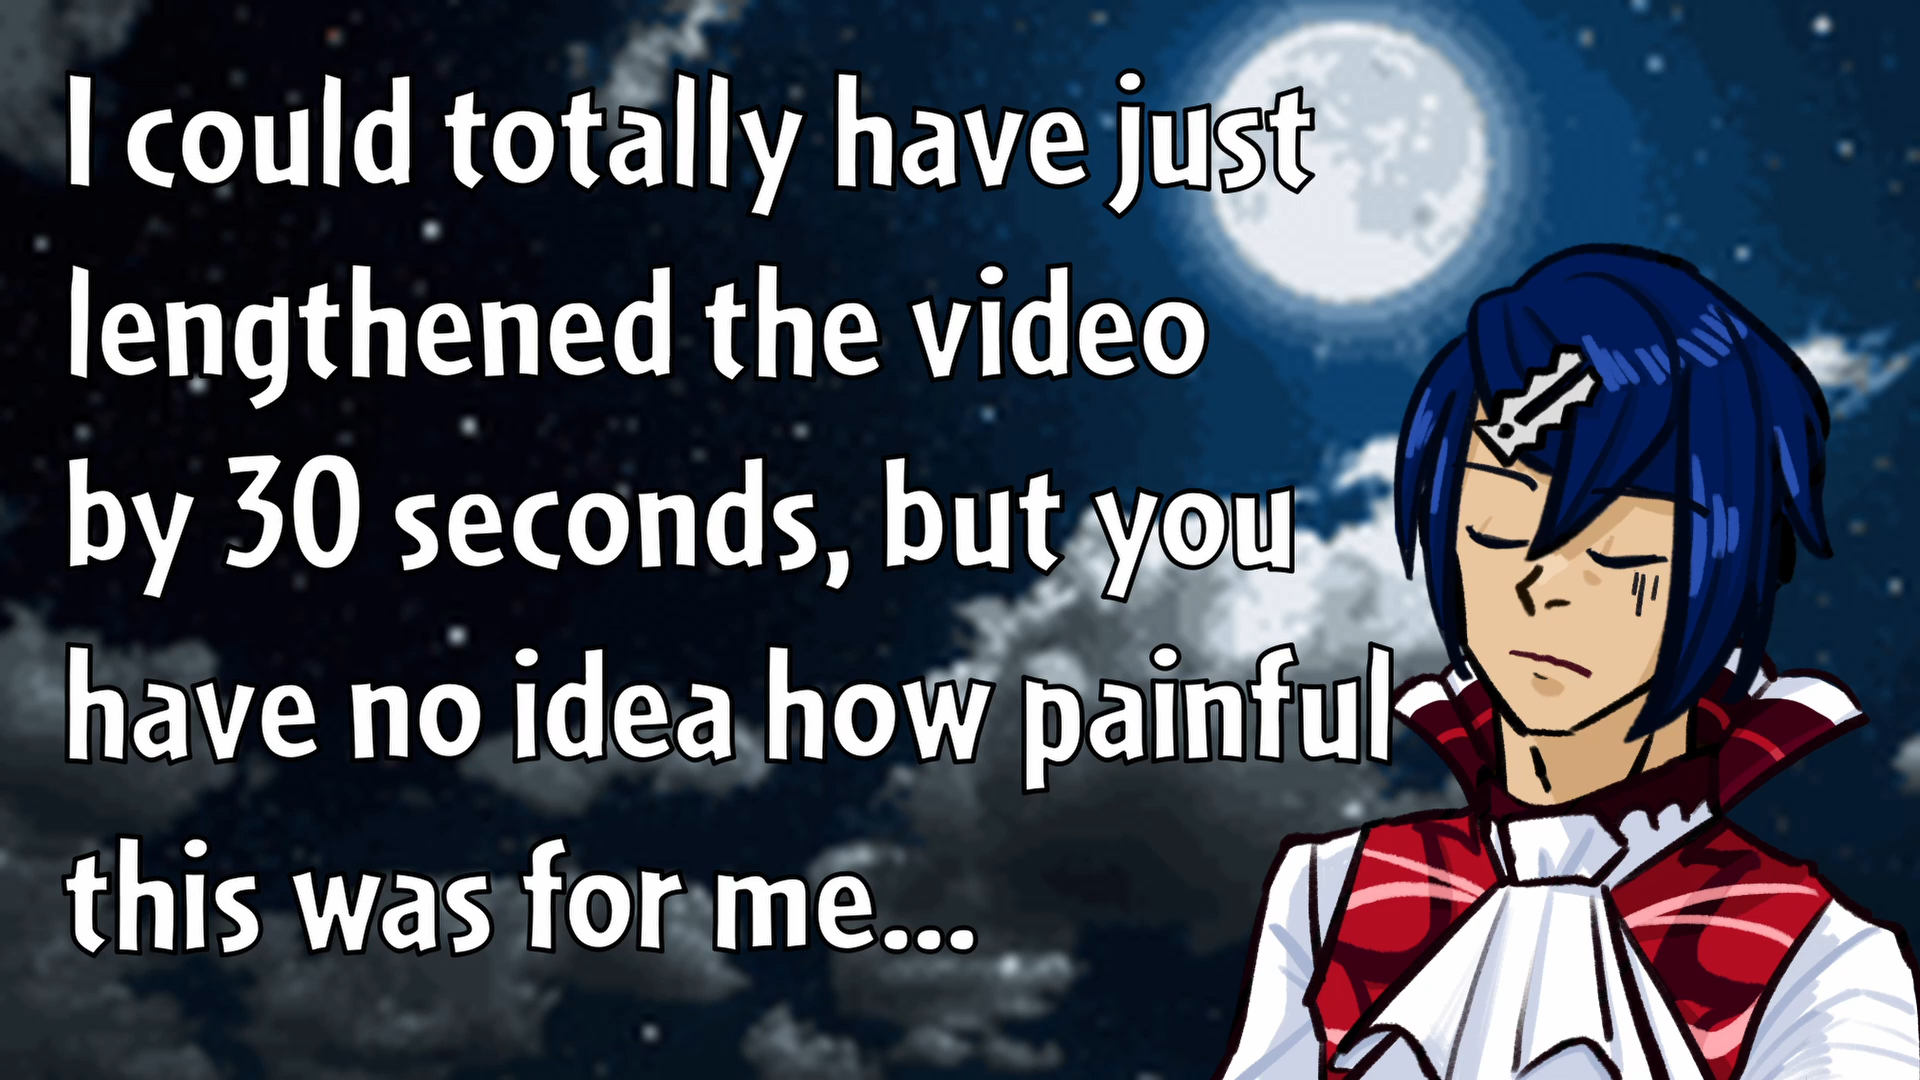 I could totally have just
lengthened the video
by 30 seconds, but you
have no idea how painful
this was for me...